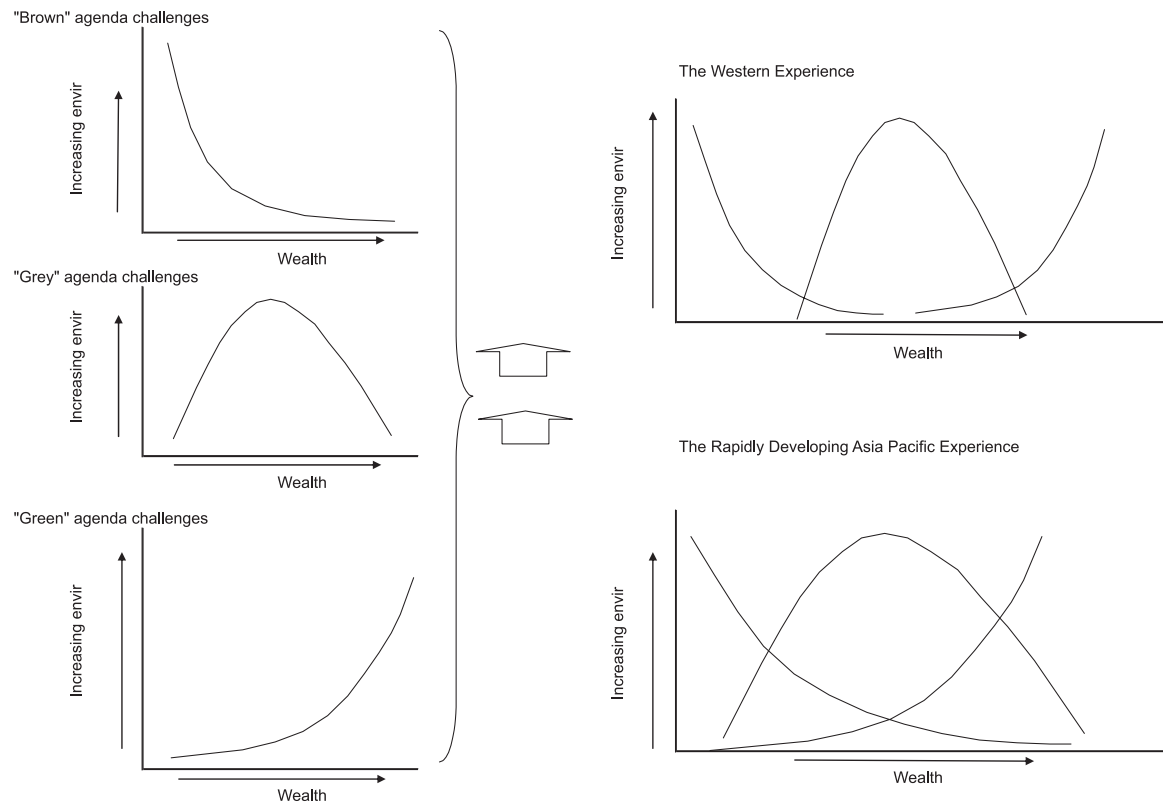 "Brown" agenda challenges
Increasing envir
Wealth
"Grey" agenda challenges
Increasing envir
Wealth
"Green" agenda challenges
Increasing envir
Wealth
The Western Experience
Increasing envir
Wealth
The Rapidly Developing Asia Pacific Experience
Increasing envir
Wealth